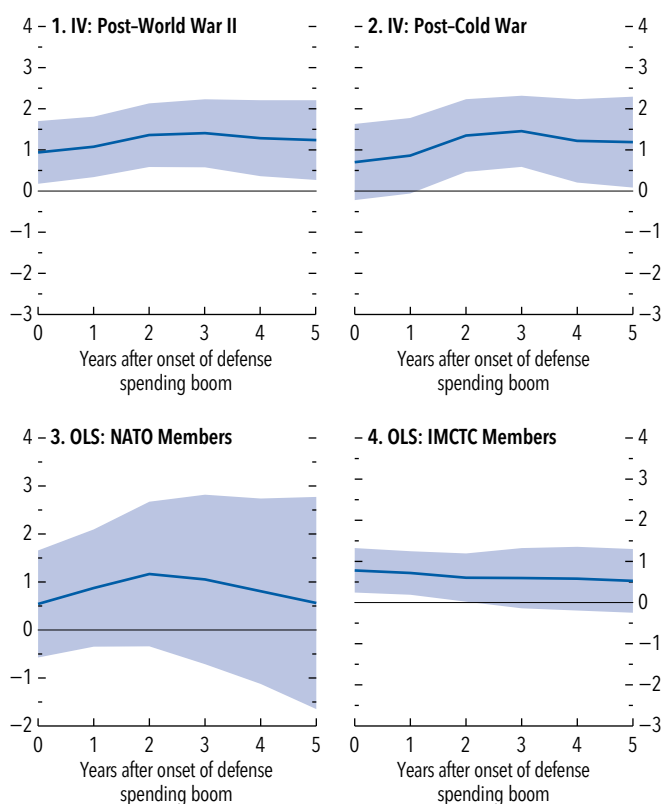 1. IV: Post–World War II
4
3
2
1
0
–1
–2
–3
0 1 2 3 4 5
Years after onset of defense
spending boom
2. IV: Post–Cold War
4
3
2
1
0
–1
–2
–3
0 1 2 3 4 5
Years after onset of defense
spending boom
3. OLS: NATO Members
4
3
2
1
0
–1
–2
0 1 2 3 4 5
Years after onset of defense
spending boom
4. OLS: IMCTC Members
4
3
2
1
0
–1
–2
–3
0 1 2 3 4 5
Years after onset of defense
spending boom